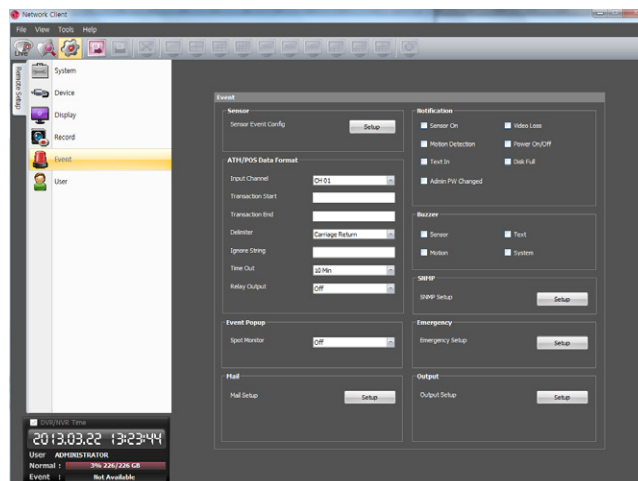 Network Client
File View Tools Help
Live
Remote Setup
System
Device
Display
Record
Event
User
Event
Sensor
Sensor Event Config Setup
ATM/POS Data Format
Input Channel CH 01
Transaction Start
Transaction End
Delimiter Carriage Return
Ignore String
Time Out 10 Min
Relay Output Off
Event Popup
Spot Monitor Off
Mail
Mail Setup Setup
Notification
Sensor On Video Loss
Motion Detection Power On/Off
Text In Disk Full
Admin PW Changed
Buzzer
Sensor Text
Motion System
SNMP
SNMP Setup Setup
Emergency
Emergency Setup Setup
Output
Output Setup Setup
DVR/NVR Time
2013.03.22 13:23:44
User ADMINISTRATOR
Normal : 3% 226/226 GB
Event : Not Available